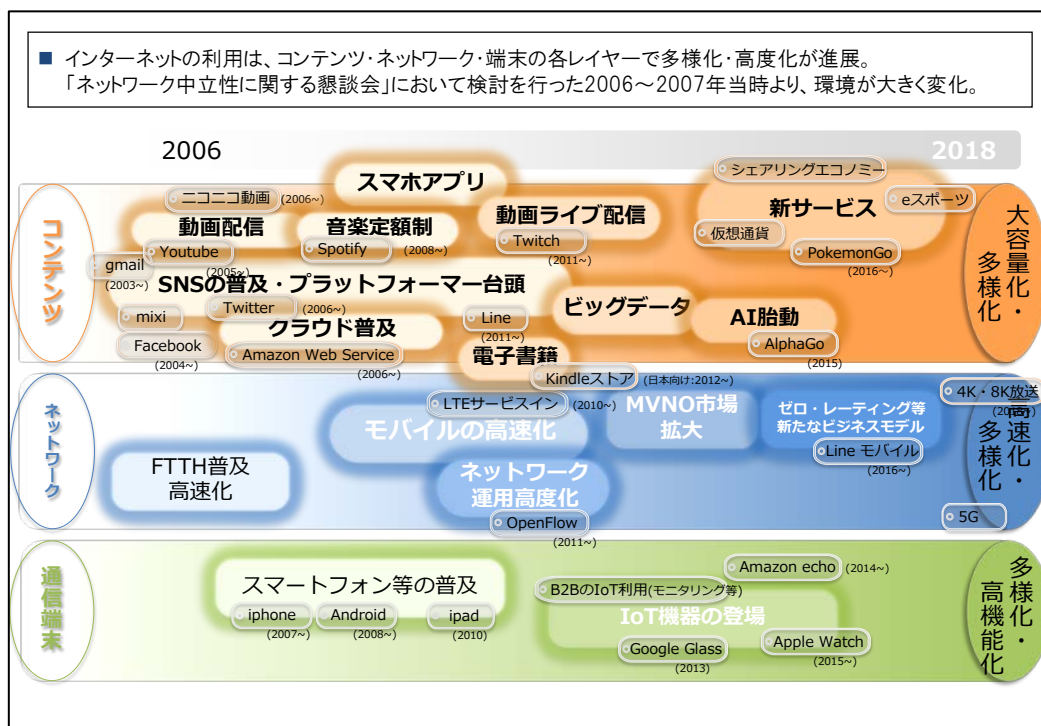 ■ インターネットの利用は、コンテンツ・ネットワーク・端末の各レイヤーで多様化・高度化が進展。
「ネットワーク中立性に関する懇談会」において検討を行った2006～2007年当時より、環境が大きく変化。
2006
2018
コンテンツ
スマホアプリ
ニコニコ動画
(2006~)
動画配信
Youtube
(2005~)
音楽定額制
Spotify
(2008~)
動画ライブ配信
Twitch
(2011~)
シェアリングエコノミー
新サービス
eスポーツ
仮想通貨
PokemonGo
(2016~)
gmail
(2003~)
SNSの普及・プラットフォーマー台頭
Twitter
(2006~)
mixi
Facebook
(2004~)
クラウド普及
Amazon Web Service
(2006~)
Line
(2011~)
電子書籍
Kindleストア
(日本向け:2012~)
ビッグデータ
AI胎動
AlphaGo
(2015)
大容量化・
多様化
ネットワーク
FTTH普及
高速化
LTEサービスイン
(2010~)
モバイルの高速化
ネットワーク
運用高度化
OpenFlow
(2011~)
MVNO市場
拡大
ゼロ・レーティング等
新たなビジネスモデル
Line モバイル
(2016~)
4K・8K放送
5G
高速化・
多様化
通信端末
スマートフォン等の普及
iphone
(2007~)
Android
(2008~)
ipad
(2010)
Amazon echo
(2014~)
B2BのIoT利用(モニタリング等)
IoT機器の登場
Google Glass
(2013)
Apple Watch
(2015~)
多様化・
高機能化